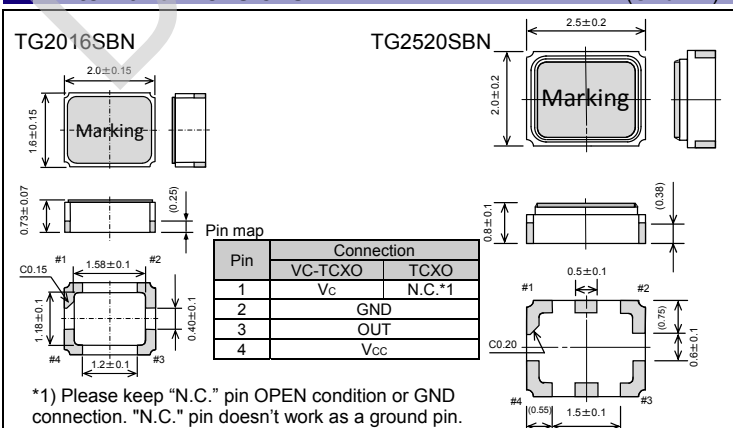 TG2016SBN
2.0±0.15
1.6±0.15
Marking
0.73±0.07
(0.25)
#1
#2
C0.15
1.58±0.1
1.18±0.1
0.40±0.1
#4
1.2±0.1
#3
TG2520SBN
2.5±0.2
2.0±0.2
Marking
0.8±0.1
(0.38)
0.5±0.1
#1
#2
(0.75)
C0.20
0.6±0.1
#4
(0.55)
1.5±0.1
#3
Pin map
Pin Connection
VC-TCXO TCXO
1 Vc N.C.*1
2 GND
3 OUT
4 Vcc
*1) Please keep “N.C.” pin OPEN condition or GND
connection. "N.C." pin doesn’t work as a ground pin.